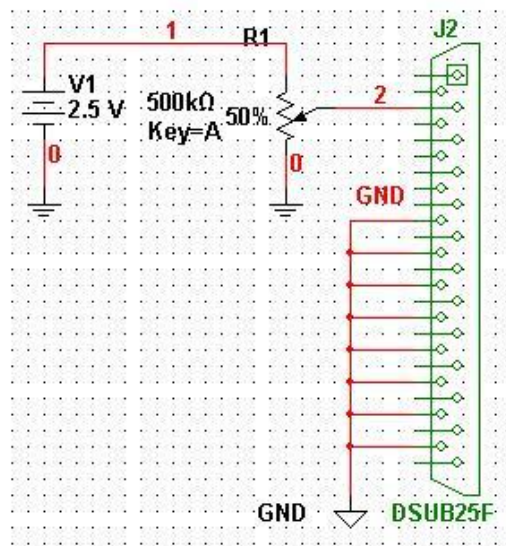 1
R1
J2
V1
2.5 V
500kΩ
Key=A
50%
2
0
0
GND
GND
DSUB25F